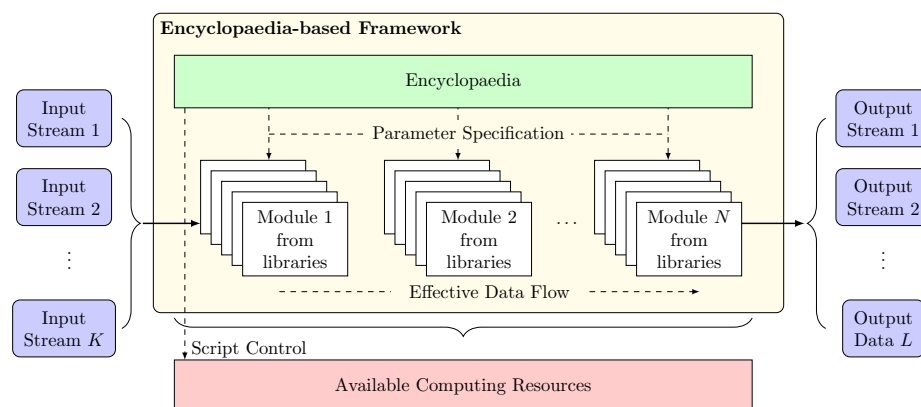 Encyclopaedia-based Framework
Encyclopaedia
Input
Stream 1
Output
Stream 1
Parameter Specification
Input
Stream 2
Module 1
from
libraries
Module 2
from
libraries
...
Module N
from
libraries
Output
Stream 2
⋮
⋮
Effective Data Flow
Input
Stream K
Output
Data L
Script Control
Available Computing Resources